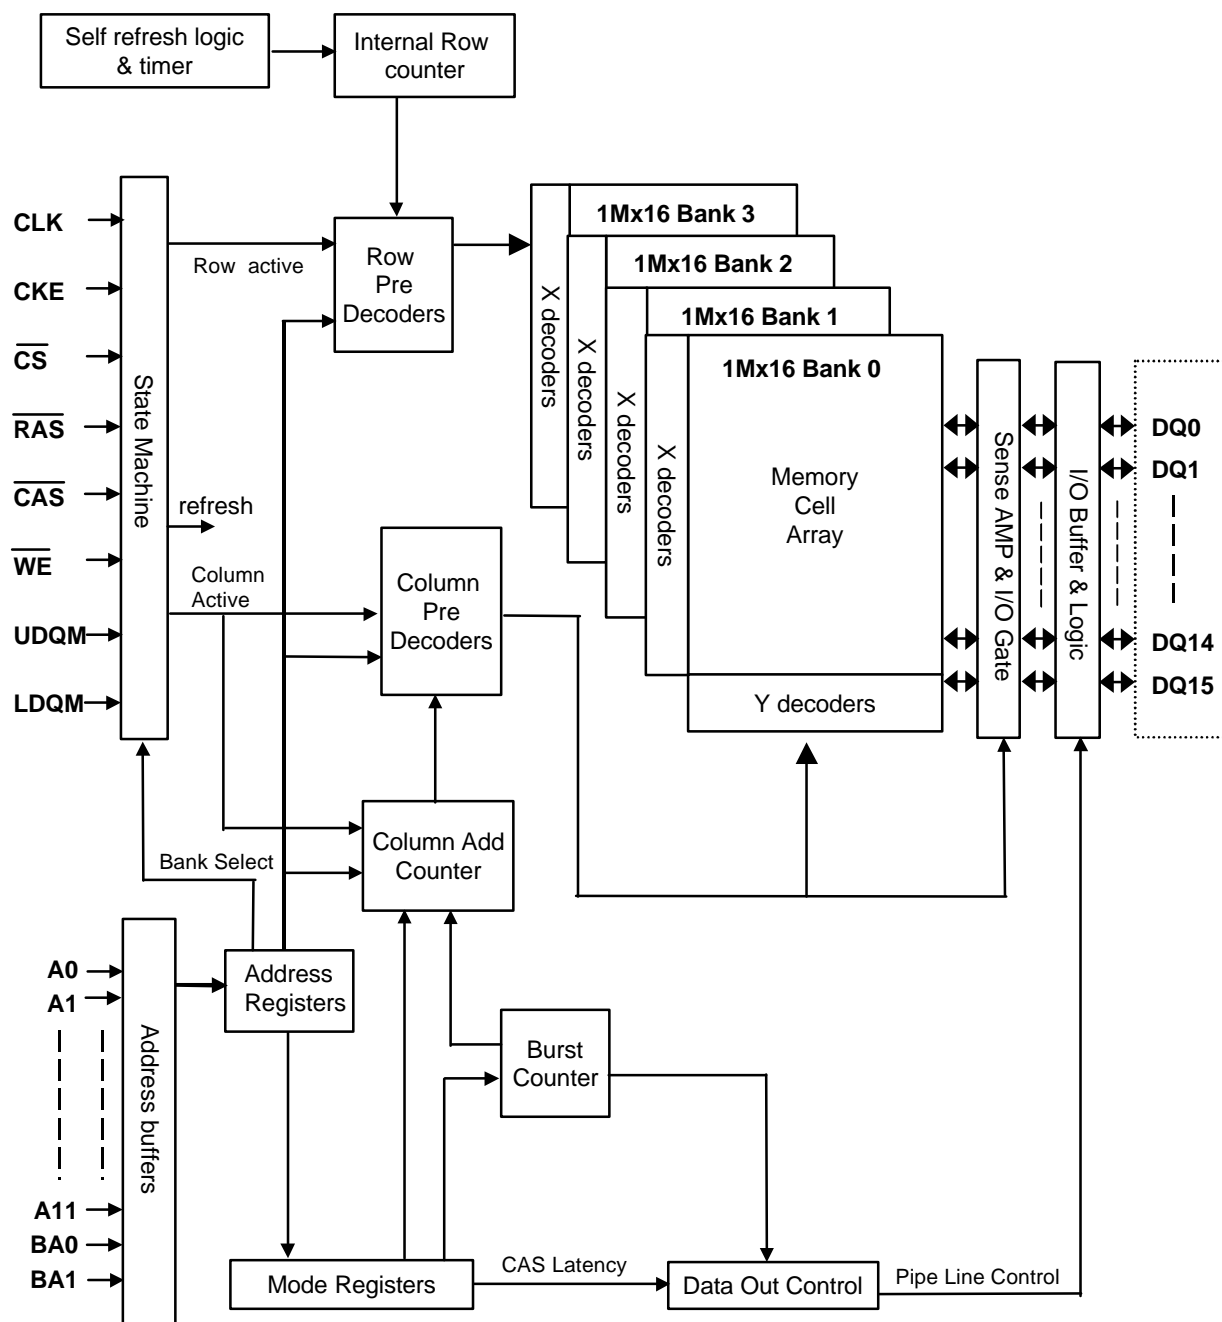 Self refresh logic
& timer
Internal Row
counter
CLK
CKE
CS
RAS
CAS
WE
UDQM
LDQM
State Machine
Row active
refresh
Column
Active
Bank Select
Row
Pre
Decoders
Column
Pre
Decoders
Column Add
Counter
1Mx16 Bank 3
1Mx16 Bank 2
1Mx16 Bank 1
1Mx16 Bank 0
X decoders
X decoders
X decoders
X decoders
Memory
Cell
Array
Y decoders
Sense AMP & I/O Gate
I/O Buffer & Logic
DQ0
DQ1
DQ14
DQ15
A0
A1
A11
BA0
BA1
Address buffers
Address
Registers
Burst
Counter
Mode Registers
CAS Latency
Data Out Control
Pipe Line Control